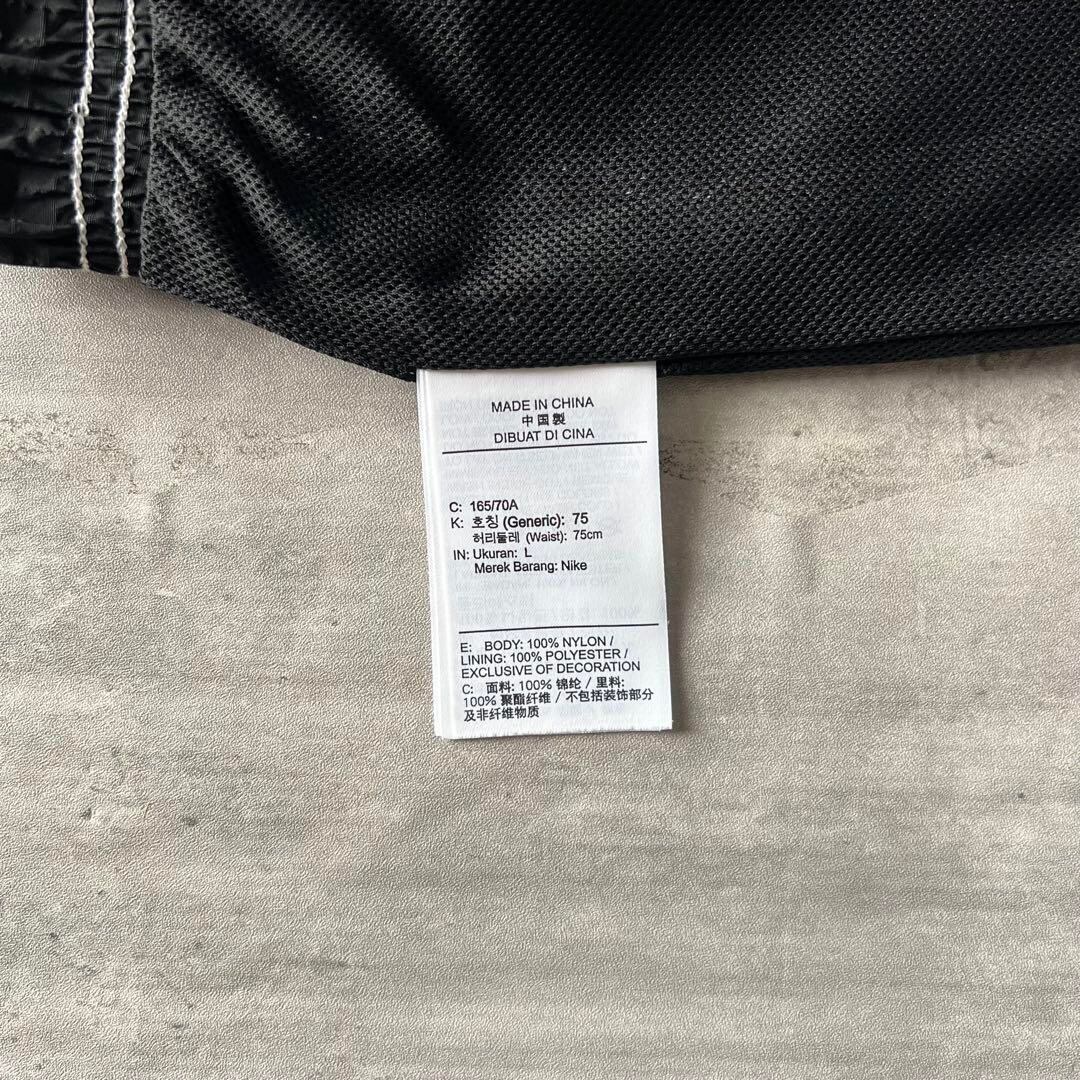 MADE IN CHINA
中国製
DIBUAT DI CINA
C: 165/70A
K: 호칭 (Generic): 75
허리둘레 (Waist): 75cm
IN: Ukuran: L
Merek Barang: Nike
E: BODY: 100% NYLON /
LINING: 100% POLYESTER /
EXCLUSIVE OF DECORATION
C: 面料: 100% 锦纶 / 里料:
100% 聚酯纤维 / 不包括装饰部分
及非纤维物质